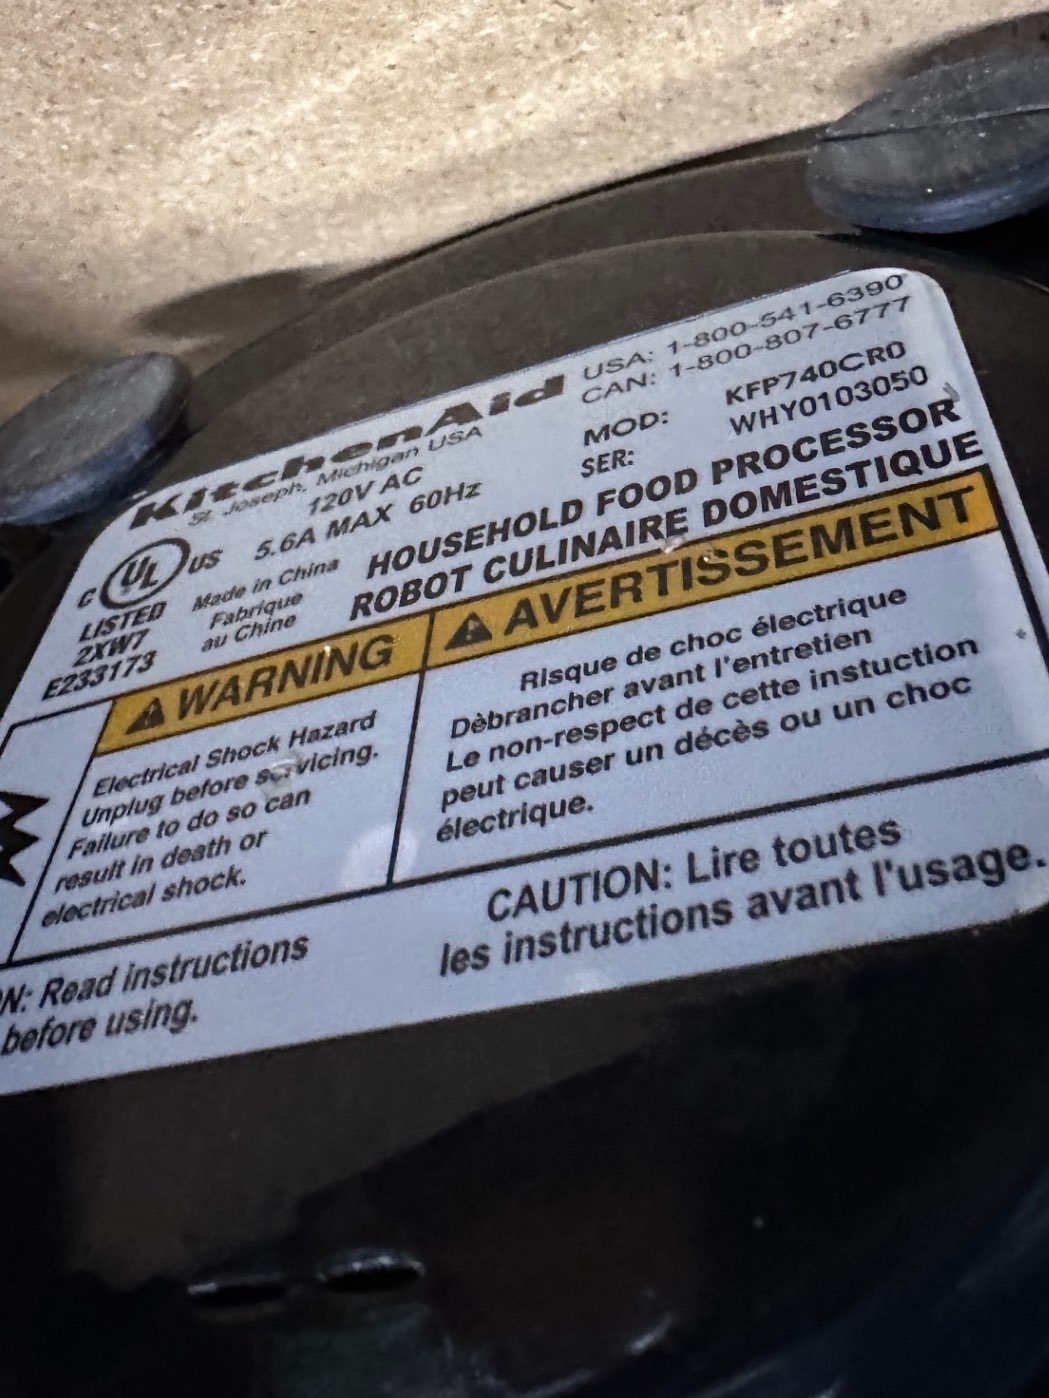 KitchenAid
St. Joseph, Michigan USA
120V AC
5.6A MAX 60Hz
USA: 1-800-541-6390
CAN: 1-800-807-6777
MOD: KFP740CR0
SER: WHY0103050
C UL US
LISTED
2XW7
E233173
Made in China
Fabrique
au Chine
HOUSEHOLD FOOD PROCESSOR
ROBOT CULINAIRE DOMESTIQUE
WARNING
Electrical Shock Hazard
Unplug before servicing.
Failure to do so can
result in death or
electrical shock.
AVERTISSEMENT
Risque de choc électrique
Dèbrancher avant l'entretien
Le non-respect de cette instuction
peut causer un décès ou un choc
électrique.
N: Read instructions
before using.
CAUTION: Lire toutes
les instructions avant l'usage.